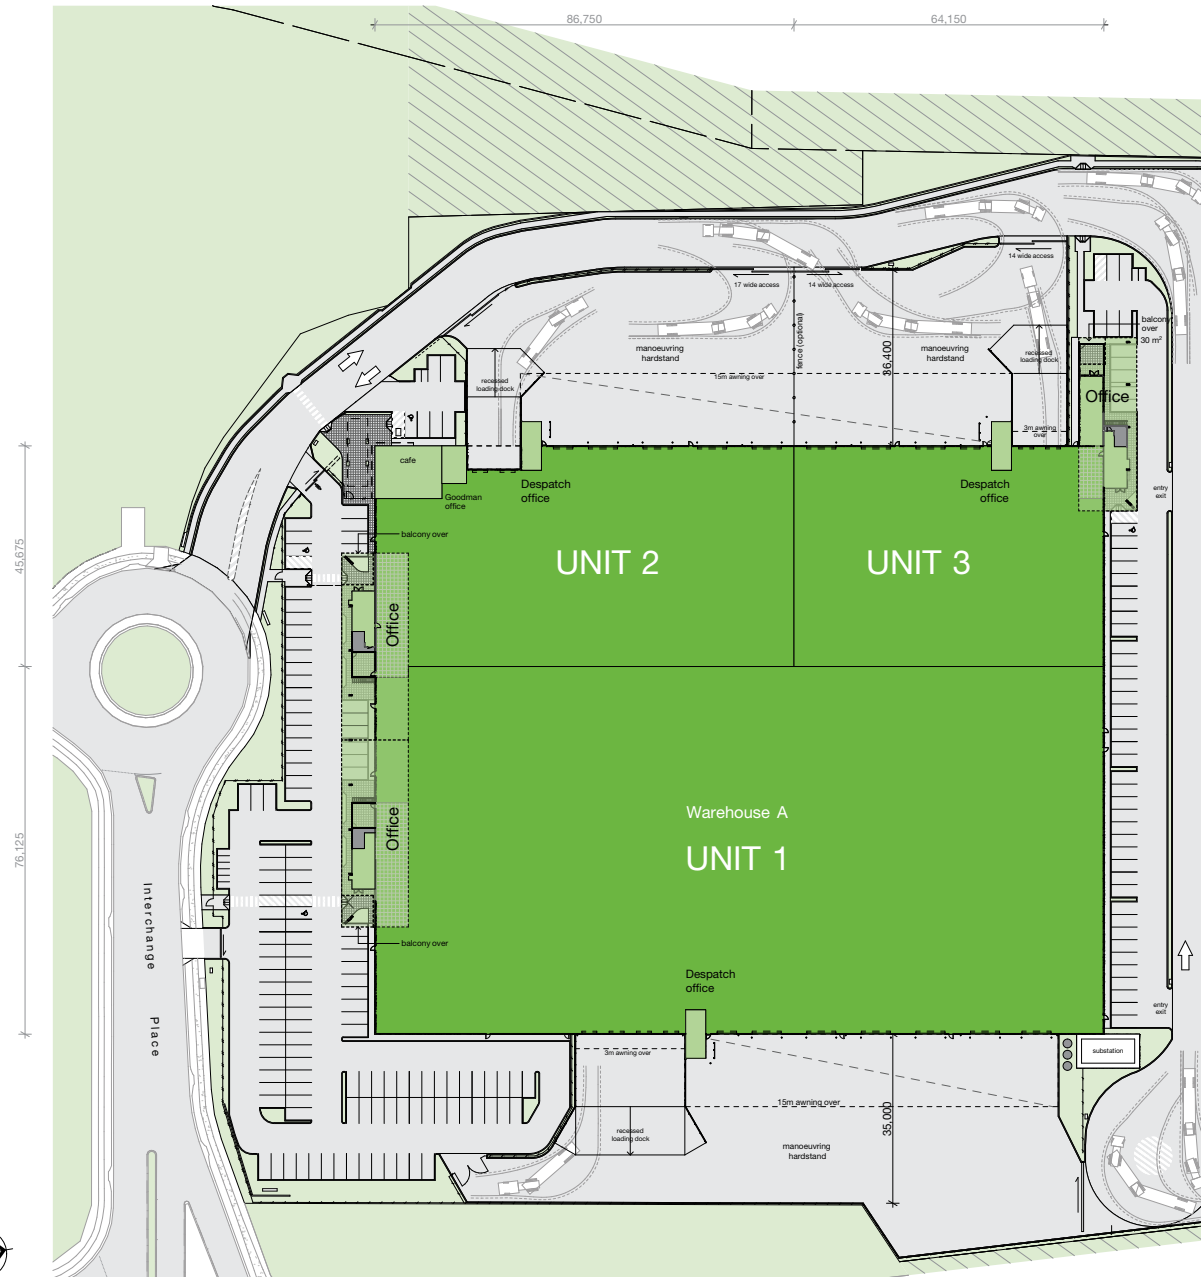 86,750
64,150
14 wide access
17 wide access
14 wide access
balcony
over
30 m²
fence (optional)
manoeuvring
hardstand
manoeuvring
hardstand
36,400
recessed
loading dock
recessed
loading dock
15m awning over
Office
3m awning
over
cafe
Goodman
office
Despatch
office
Despatch
office
entry
exit
balcony over
45,675
UNIT 2
UNIT 3
Office
Warehouse A
UNIT 1
Office
76,125
Interchange Place
balcony over
Despatch
office
entry
exit
3m awning over
substation
15m awning over
35,000
recessed
loading dock
manoeuvring
hardstand